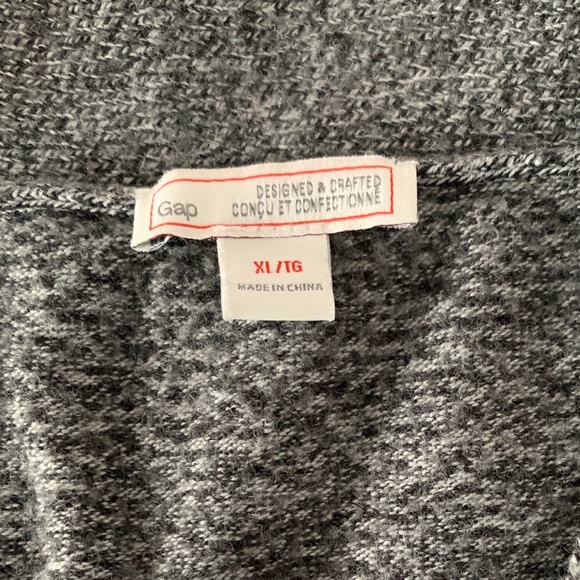 Gap
DESIGNED & CRAFTED
CONÇU ET CONFECTIONNÉ
XL/TG
MADE IN CHINA